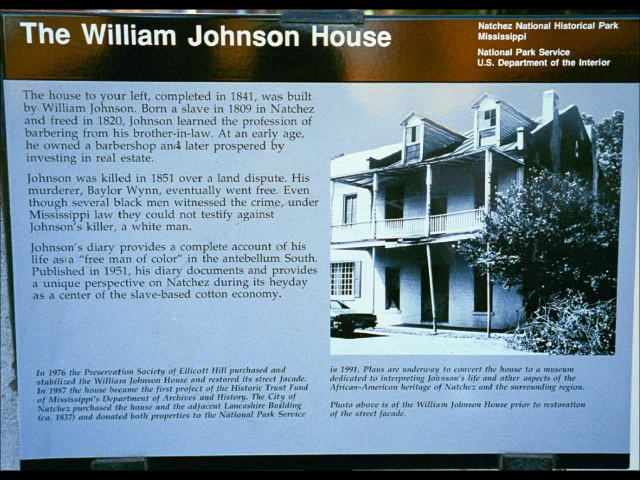 The William Johnson House
Natchez National Historical Park
Mississippi
National Park Service
U.S. Department of the Interior
The house to your left, completed in 1841, was built
by William Johnson. Born a slave in 1809 in Natchez
and freed in 1820, Johnson learned the profession of
barbering from his brother-in-law. At an early age,
he owned a barbershop and later prospered by
investing in real estate.
Johnson was killed in 1851 over a land dispute. His
murderer, Baylor Wynn, eventually went free. Even
though several black men witnessed the crime, under
Mississippi law they could not testify against
Johnson's killer, a white man.
Johnson's diary provides a complete account of his
life as a "free man of color" in the antebellum South.
Published in 1951, his diary documents and provides
a unique perspective on Natchez during its heyday
as a center of the slave-based cotton economy.
In 1976 the Preservation Society of Ellicott Hill purchased and
stabilized the William Johnson House and restored its street facade.
In 1987 the house became the first project of the Historic Trust Fund
of Mississippi's Department of Archives and History. The City of
Natchez purchased the house and the adjacent Lancashire Building
(ca. 1837) and donated both properties to the National Park Service
in 1991. Plans are underway to convert the house to a museum
dedicated to interpreting Johnson's life and other aspects of the
African-American heritage of Natchez and the surrounding region.
Photo above is of the William Johnson House prior to restoration
of the street facade.